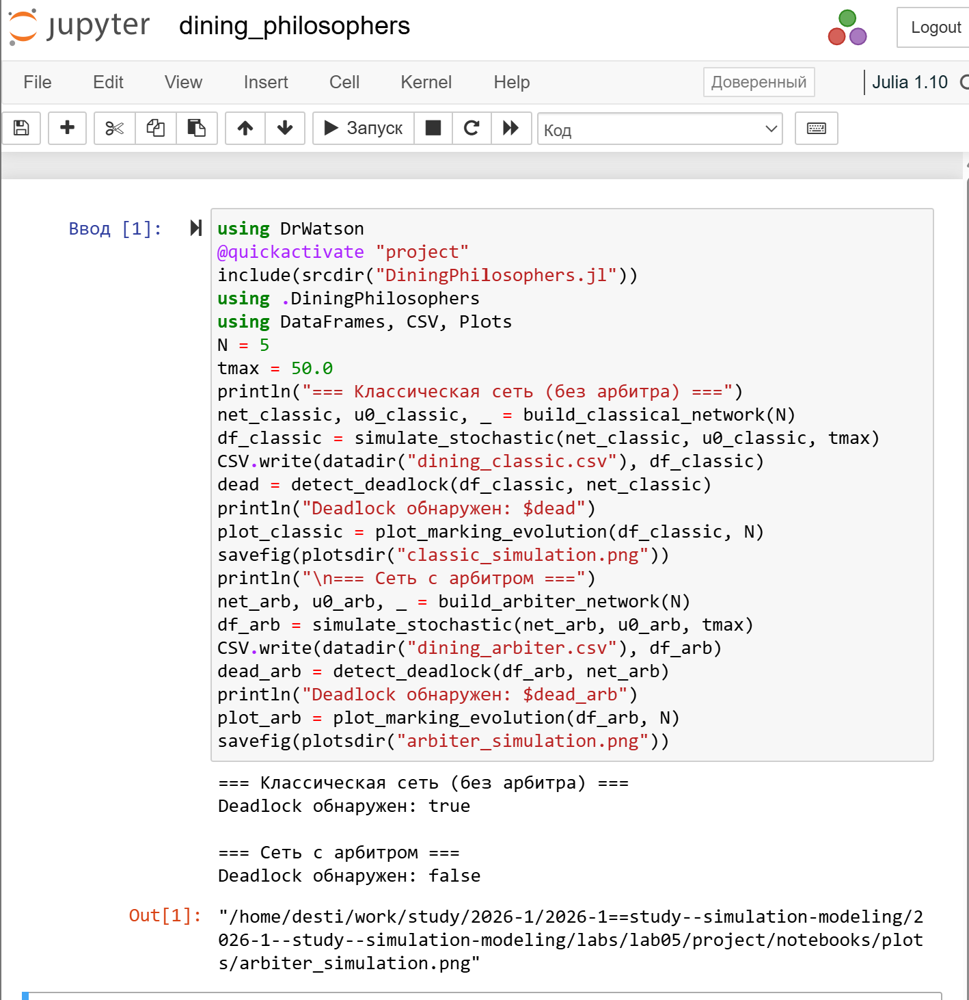 jupyter dining_philosophers Logout
File Edit View Insert Cell Kernel Help Доверенный Julia 1.10
Запуск Код
Ввод [1]:
using DrWatson
@quickactivate "project"
include(srcdir("DiningPhilosophers.jl"))
using .DiningPhilosophers
using DataFrames, CSV, Plots
N = 5
tmax = 50.0
println("=== Классическая сеть (без арбитра) ===")
net_classic, u0_classic, _ = build_classical_network(N)
df_classic = simulate_stochastic(net_classic, u0_classic, tmax)
CSV.write(datadir("dining_classic.csv"), df_classic)
dead = detect_deadlock(df_classic, net_classic)
println("Deadlock обнаружен: $dead")
plot_classic = plot_marking_evolution(df_classic, N)
savefig(plotsdir("classic_simulation.png"))
println("\n=== Сеть с арбитром ===")
net_arb, u0_arb, _ = build_arbiter_network(N)
df_arb = simulate_stochastic(net_arb, u0_arb, tmax)
CSV.write(datadir("dining_arbiter.csv"), df_arb)
dead_arb = detect_deadlock(df_arb, net_arb)
println("Deadlock обнаружен: $dead_arb")
plot_arb = plot_marking_evolution(df_arb, N)
savefig(plotsdir("arbiter_simulation.png"))
=== Классическая сеть (без арбитра) ===
Deadlock обнаружен: true
=== Сеть с арбитром ===
Deadlock обнаружен: false
Out[1]: "/home/desti/work/study/2026-1/2026-1==study--simulation-modeling/2
026-1--study--simulation-modeling/labs/lab05/project/notebooks/plot
s/arbiter_simulation.png"